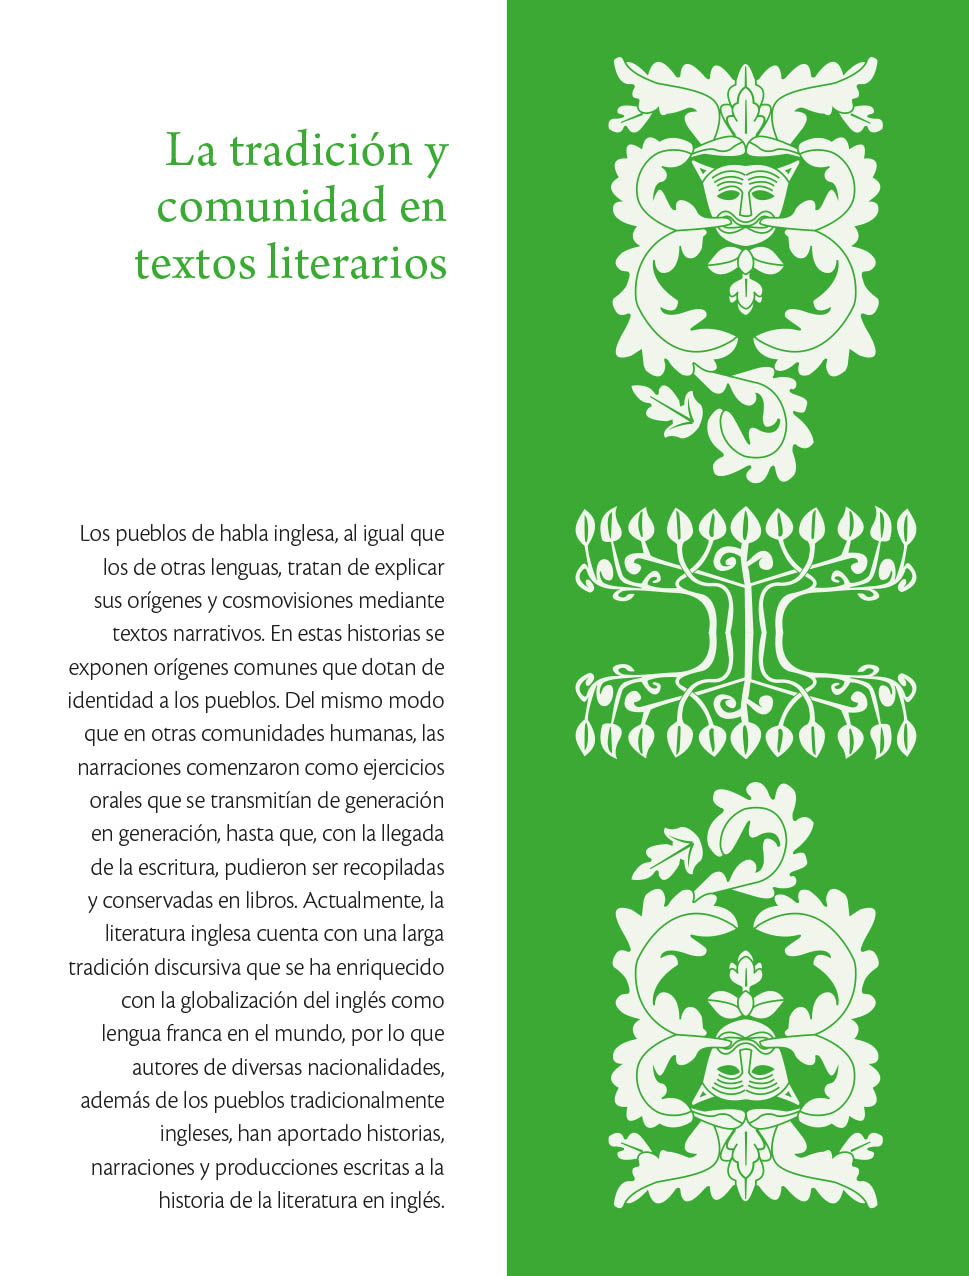 La tradición y
comunidad en
textos literarios
Los pueblos de habla inglesa, al igual que
los de otras lenguas, tratan de explicar
sus orígenes y cosmovisiones mediante
textos narrativos. En estas historias se
exponen orígenes comunes que dotan de
identidad a los pueblos. Del mismo modo
que en otras comunidades humanas, las
narraciones comenzaron como ejercicios
orales que se transmitían de generación
en generación, hasta que, con la llegada
de la escritura, pudieron ser recopiladas
y conservadas en libros. Actualmente, la
literatura inglesa cuenta con una larga
tradición discursiva que se ha enriquecido
con la globalización del inglés como
lengua franca en el mundo, por lo que
autores de diversas nacionalidades,
además de los pueblos tradicionalmente
ingleses, han aportado historias,
narraciones y producciones escritas a la
historia de la literatura en inglés.